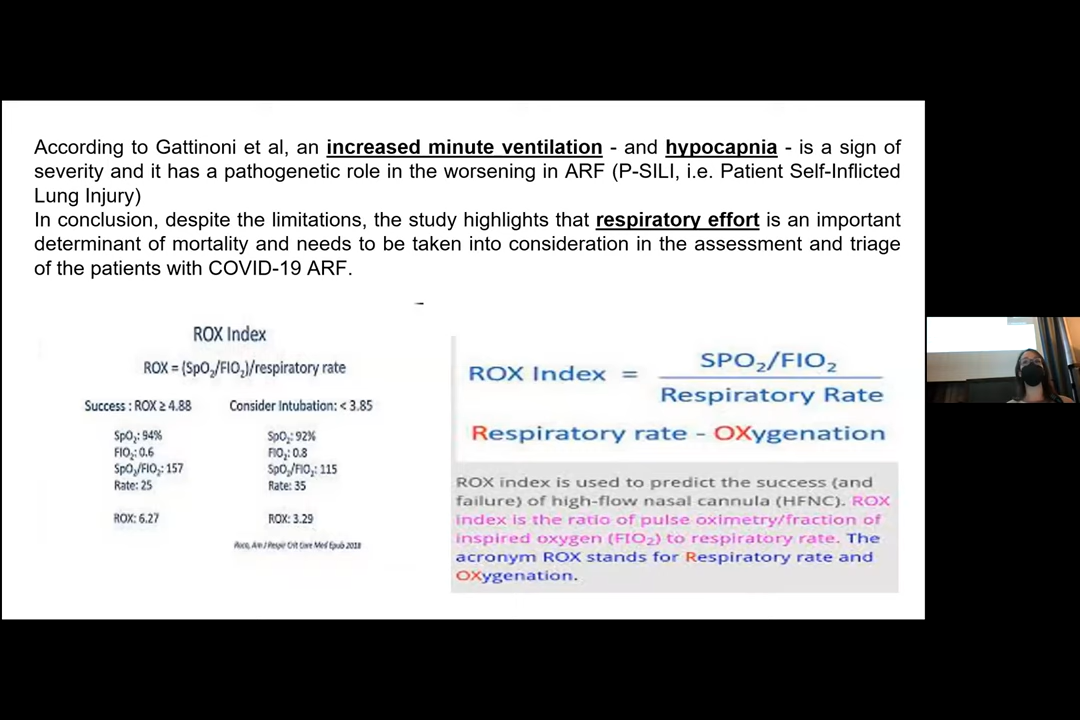 According to Gattinoni et al, an increased minute ventilation - and hypocapnia - is a sign of
severity and it has a pathogenetic role in the worsening in ARF (P-SILI, i.e. Patient Self-Inflicted
Lung Injury)
In conclusion, despite the limitations, the study highlights that respiratory effort is an important
determinant of mortality and needs to be taken into consideration in the assessment and triage
of the patients with COVID-19 ARF.
ROX Index
ROX = (SpO₂/FIO₂)/respiratory rate
Success : ROX ≥ 4.88
SpO₂: 94%
FIO₂: 0.6
SpO₂/FIO₂: 157
Rate: 25
ROX: 6.27
Consider Intubation: < 3.85
SpO₂: 92%
FIO₂: 0.8
SpO₂/FIO₂: 115
Rate: 35
ROX: 3.29
Am J Respir Crit Care Med Epub 2018
ROX Index = SPO₂/FIO₂
Respiratory Rate
Respiratory rate - OXygenation
ROX index is used to predict the success (and
failure) of high-flow nasal cannula (HFNC). ROX
index is the ratio of pulse oximetry/fraction of
inspired oxygen (FIO₂) to respiratory rate. The
acronym ROX stands for Respiratory rate and
OXygenation.